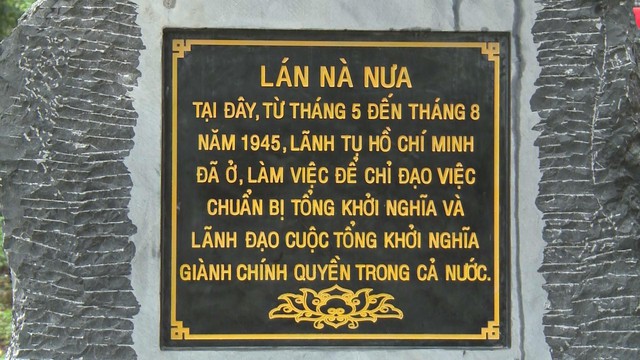 LÁN NÀ NƯA
TẠI ĐÂY, TỪ THÁNG 5 ĐẾN THÁNG 8
NĂM 1945, LÃNH TỤ HỒ CHÍ MINH
ĐÃ Ở, LÀM VIỆC ĐỂ CHỈ ĐẠO VIỆC
CHUẨN BỊ TỔNG KHỞI NGHĨA VÀ
LÃNH ĐẠO CUỘC TỔNG KHỞI NGHĨA
GIÀNH CHÍNH QUYỀN TRONG CẢ NƯỚC.